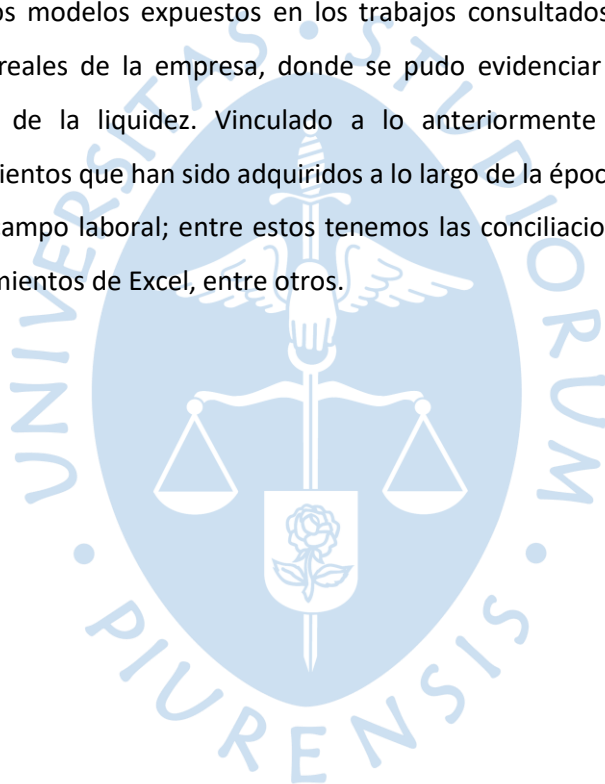 os modelos expuestos en los trabajos consultados
reales de la empresa, donde se pudo evidenciar
de la liquidez. Vinculado a lo anteriormente
ientos que han sido adquiridos a lo largo de la époc
ampo laboral; entre estos tenemos las conciliacio
mientos de Excel, entre otros.
UNIVERSITAS • STUDIORUM • PIURENSIS •